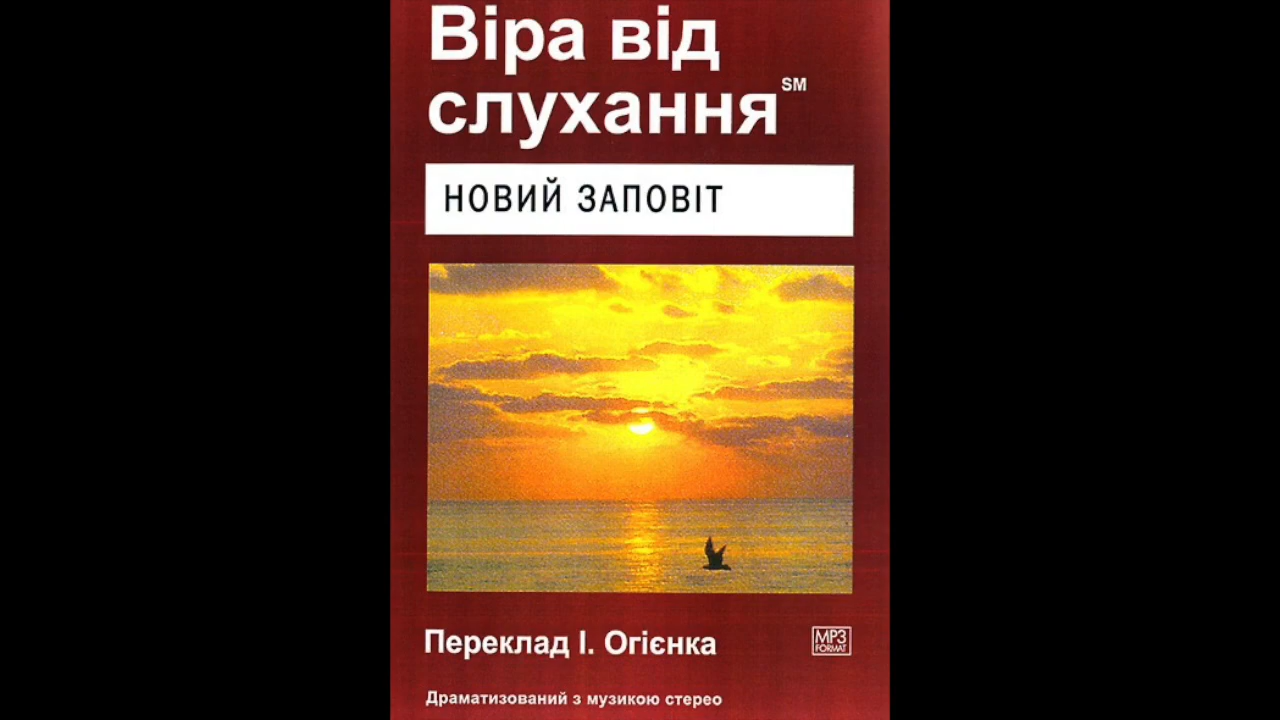 Віра від
слухання SM
НОВИЙ ЗАПОВІТ
Переклад І. Огієнка
MP3
FORMAT
Драматизований з музикою стерео